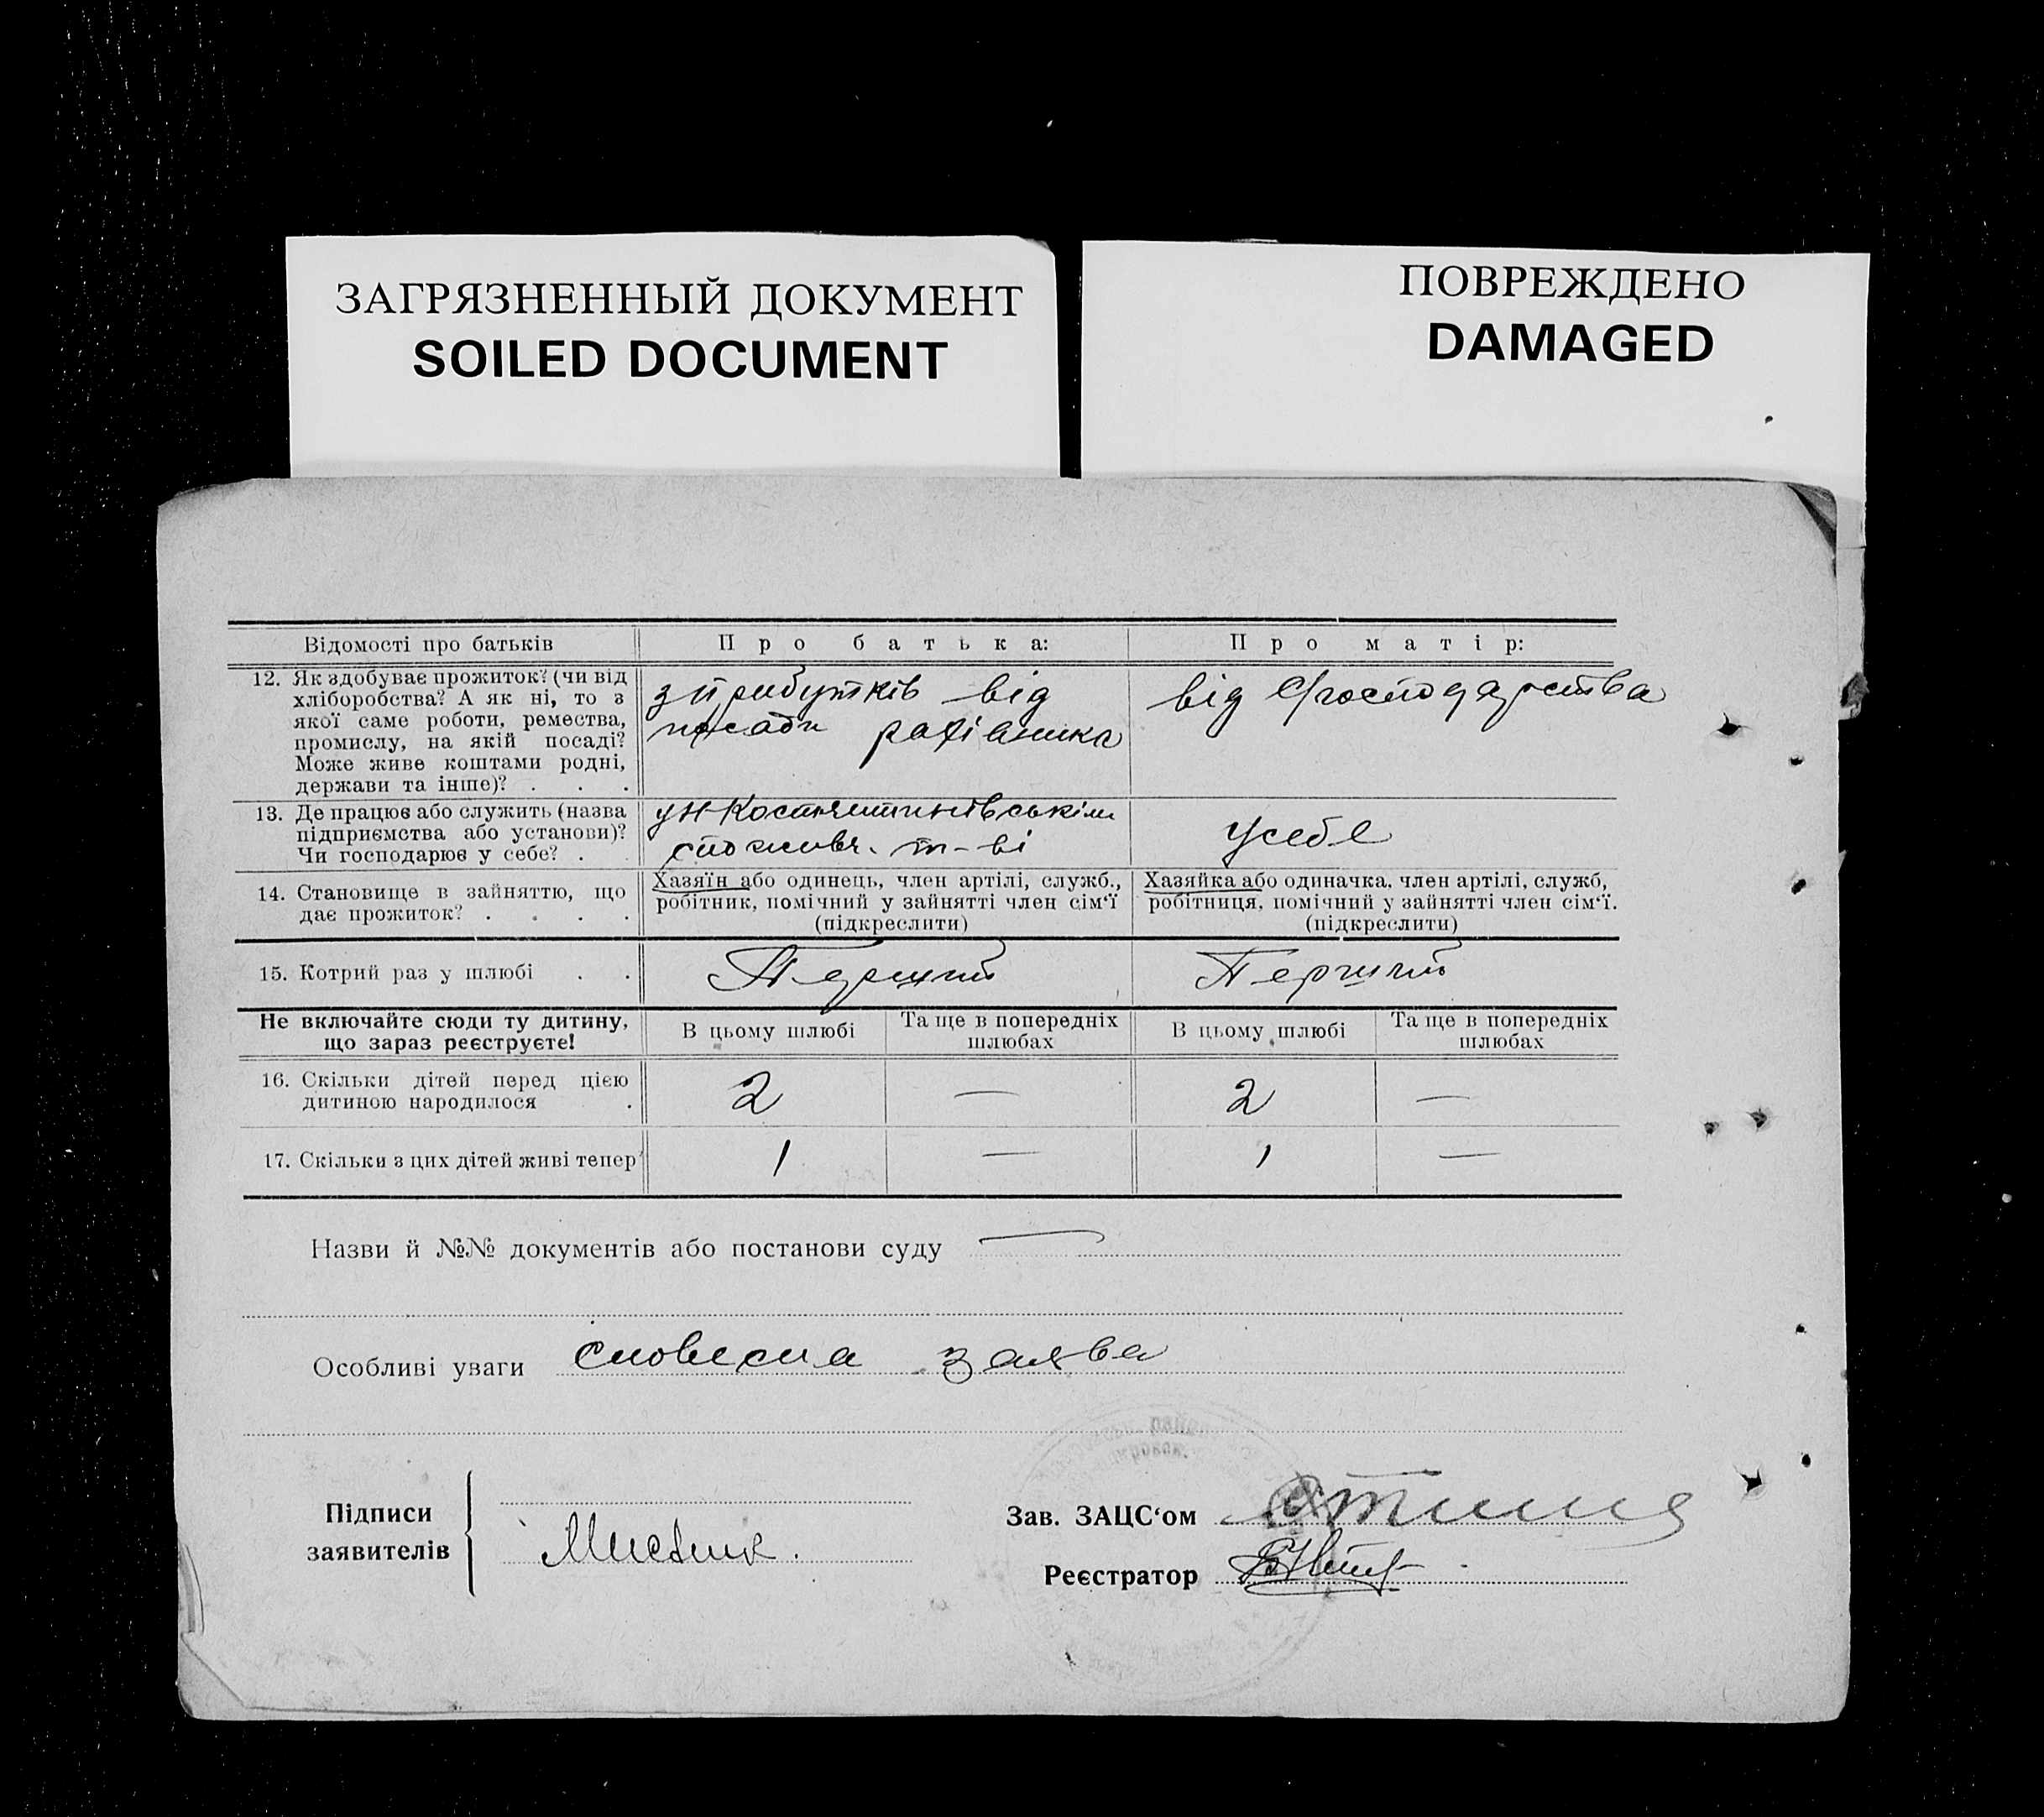 ЗАГРЯЗНЕННЫЙ ДОКУМЕНТ
SOILED DOCUMENT
ПОВРЕЖДЕНО
DAMAGED
Відомості про батьків
Про батька:
Про матір:
12. Як здобуває прожиток? (чи від
хліборобства? А як ні, то з
якої саме роботи, ремества,
промислу, на якій посаді?
Може живе коштами родні,
держави та інше)? . . .
з прибутків від
посади рахівника
від господарства
13. Де працює або служить (назва
підприємства або установи)?
Чи господарює у себе? . .
у Н Костянтинівськім
споживч. т-ві
у себе
14. Становище в зайняттю, що
дає прожиток? . . . .
Хазяїн або одинець, член артілі, служб.,
робітник, помічний у зайнятті член сім'ї
(підкреслити)
Хазяйка або одиначка, член артілі, служб,
робітниця, помічний у зайнятті член сім'ї.
(підкреслити)
15. Котрий раз у шлюбі . .
Перший
Перший
Не включайте сюди ту дитину,
що зараз реєструєте!
В цьому шлюбі
Та ще в попередніх
шлюбах
В цьому шлюбі
Та ще в попередніх
шлюбах
16. Скільки дітей перед цією
дитиною народилося .
2 — 2 —
17. Скільки з цих дітей живі тепер
1 — 1 —
Назви й №№ документів або постанови суду —
Особливі уваги словесна заява
Підписи
заявителів
Зав. ЗАЦС'ом
Реєстратор